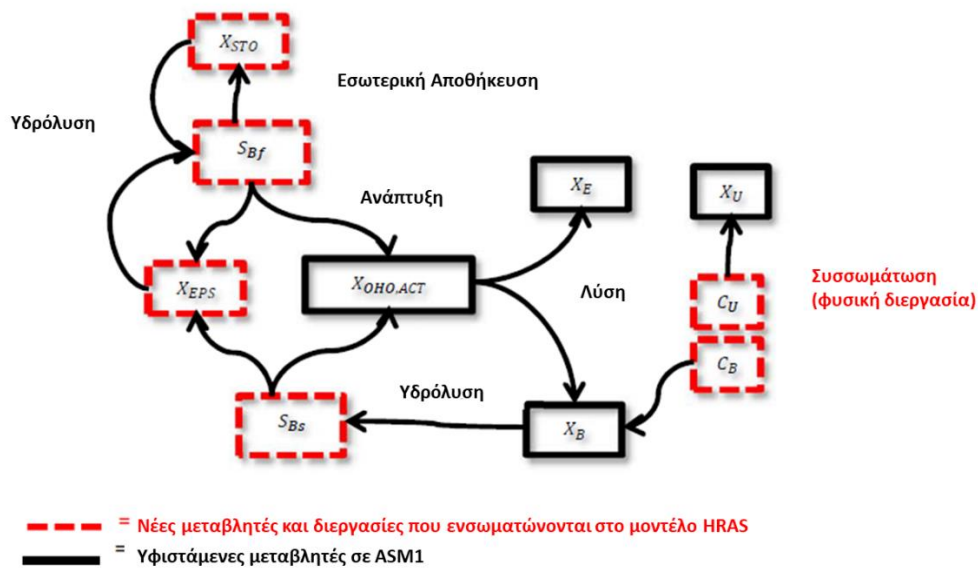 X_STO
Εσωτερική Αποθήκευση
Υδρόλυση
S_Bf
X_E
X_U
Ανάπτυξη
X_EPS
X_OHO,ACT
Λύση
C_U
Συσσωμάτωση
(φυσική διεργασία)
C_B
Υδρόλυση
S_Bs
X_B
= Νέες μεταβλητές και διεργασίες που ενσωματώνονται στο μοντέλο HRAS
= Υφιστάμενες μεταβλητές σε ASM1